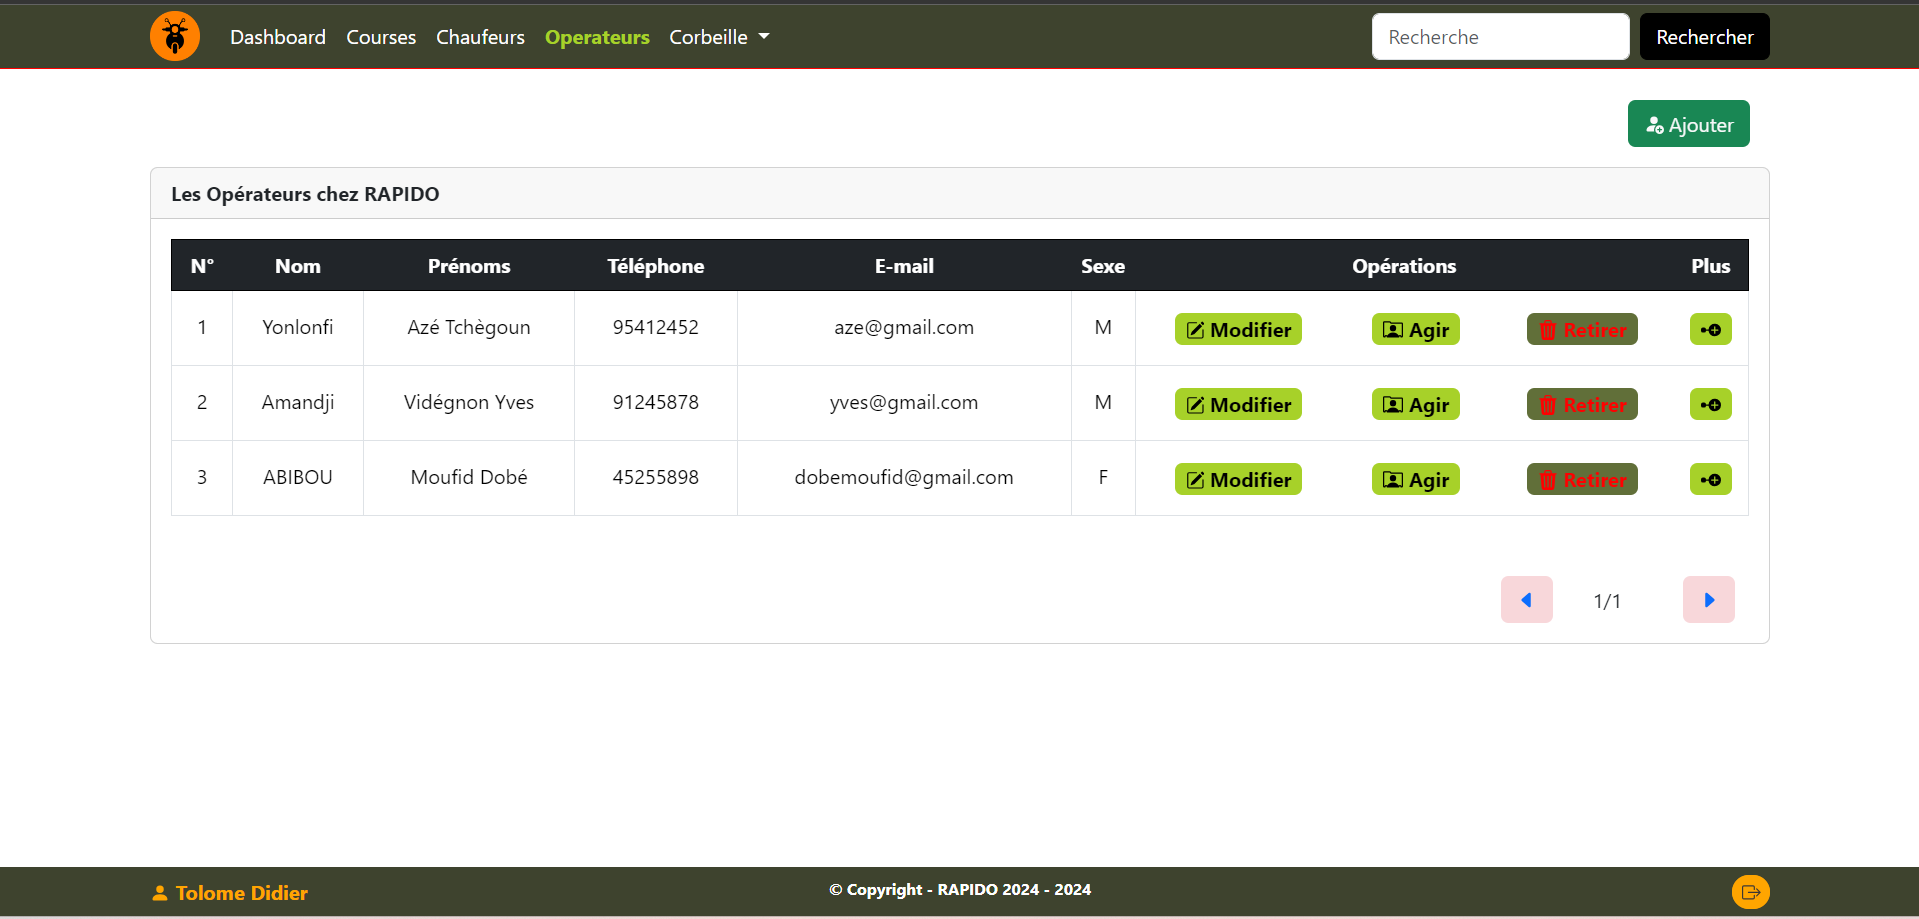 Dashboard Courses Chaufeurs Operateurs Corbeille Recherche Rechercher
Ajouter
Les Opérateurs chez RAPIDO
N° Nom Prénoms Téléphone E-mail Sexe Opérations Plus
1 Yonlonfi Azé Tchègoun 95412452 aze@gmail.com M Modifier Agir Retirer
2 Amandji Vidégnon Yves 91245878 yves@gmail.com M Modifier Agir Retirer
3 ABIBOU Moufid Dobé 45255898 dobemoufid@gmail.com F Modifier Agir Retirer
1/1
Tolome Didier © Copyright - RAPIDO 2024 - 2024